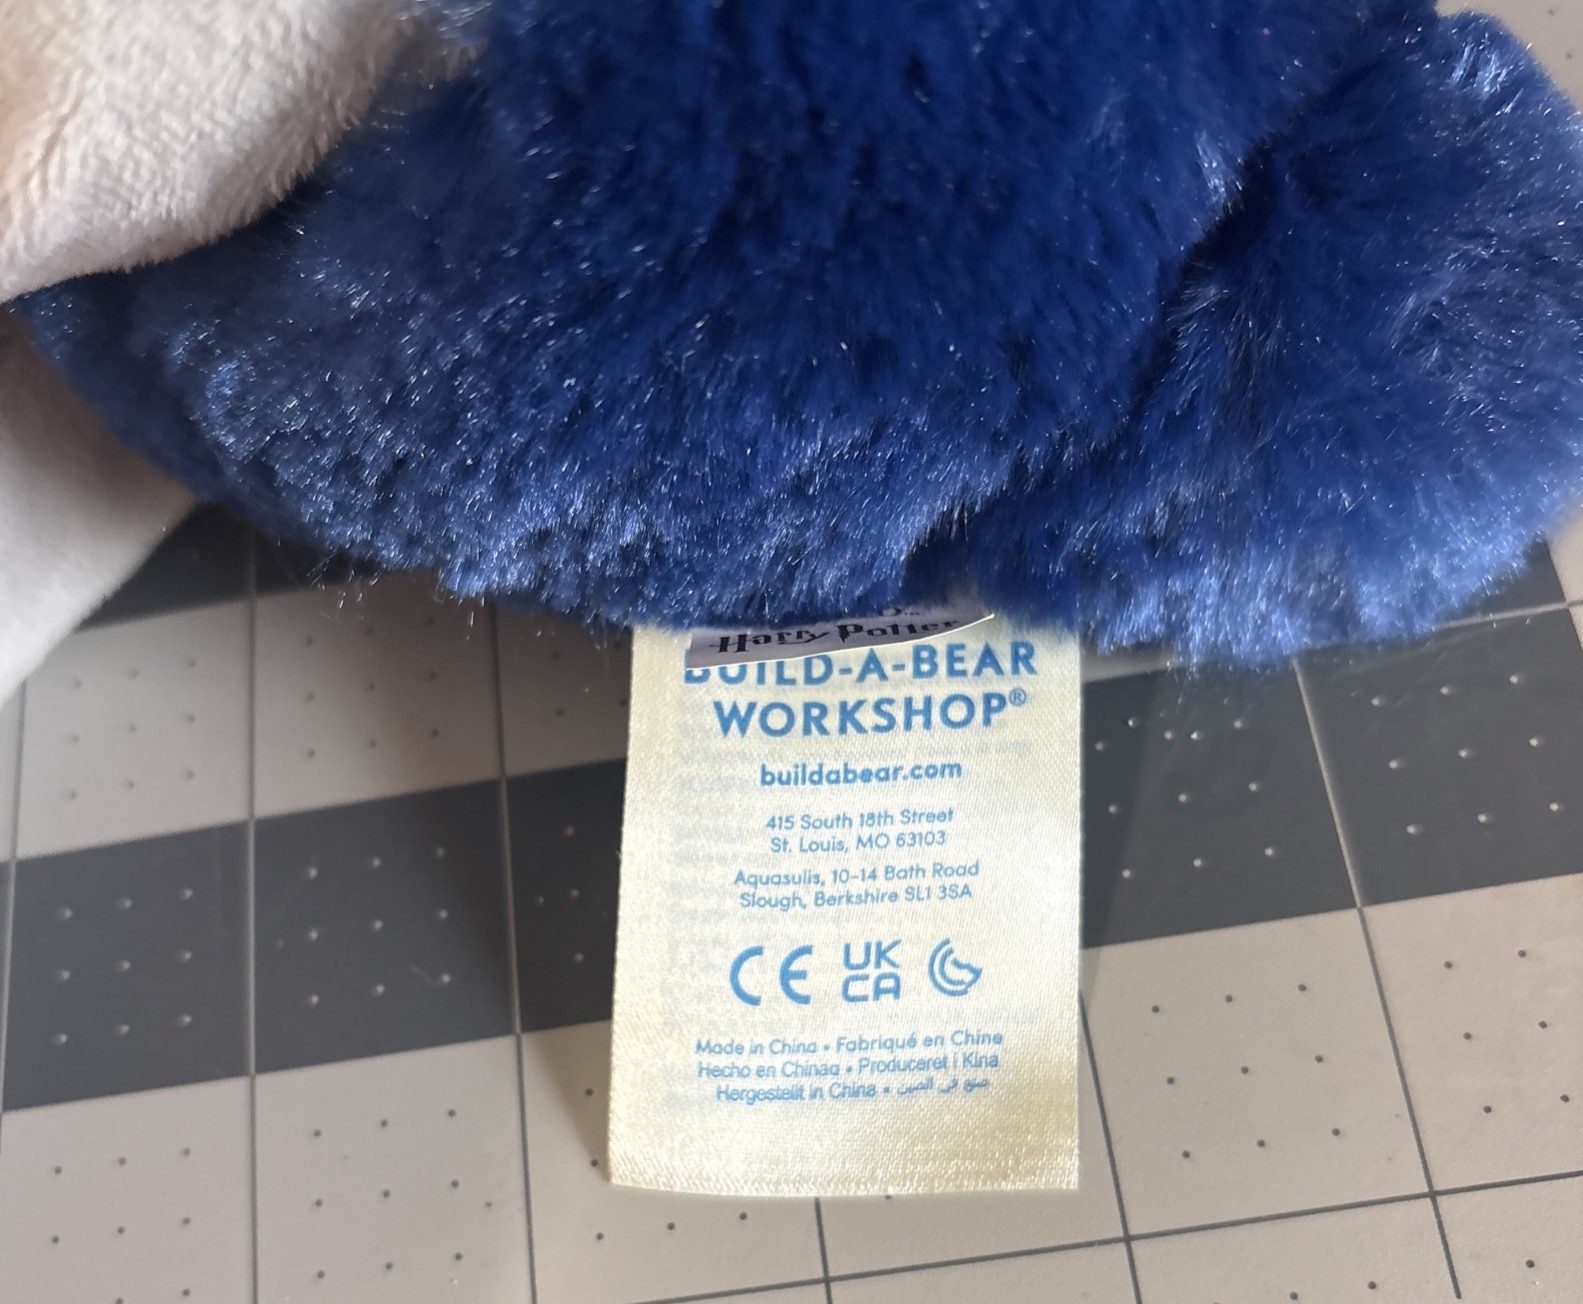 Harry Potter
BUILD-A-BEAR
WORKSHOP®
buildabear.com
415 South 18th Street
St. Louis, MO 63103
Aquasulis, 10-14 Bath Road
Slough, Berkshire SL1 3SA
CE UK
CA
Made in China • Fabriqué en Chine
Hecho en Chinaa • Produceret i Kina
Hergestellt in China • صنع في الصين